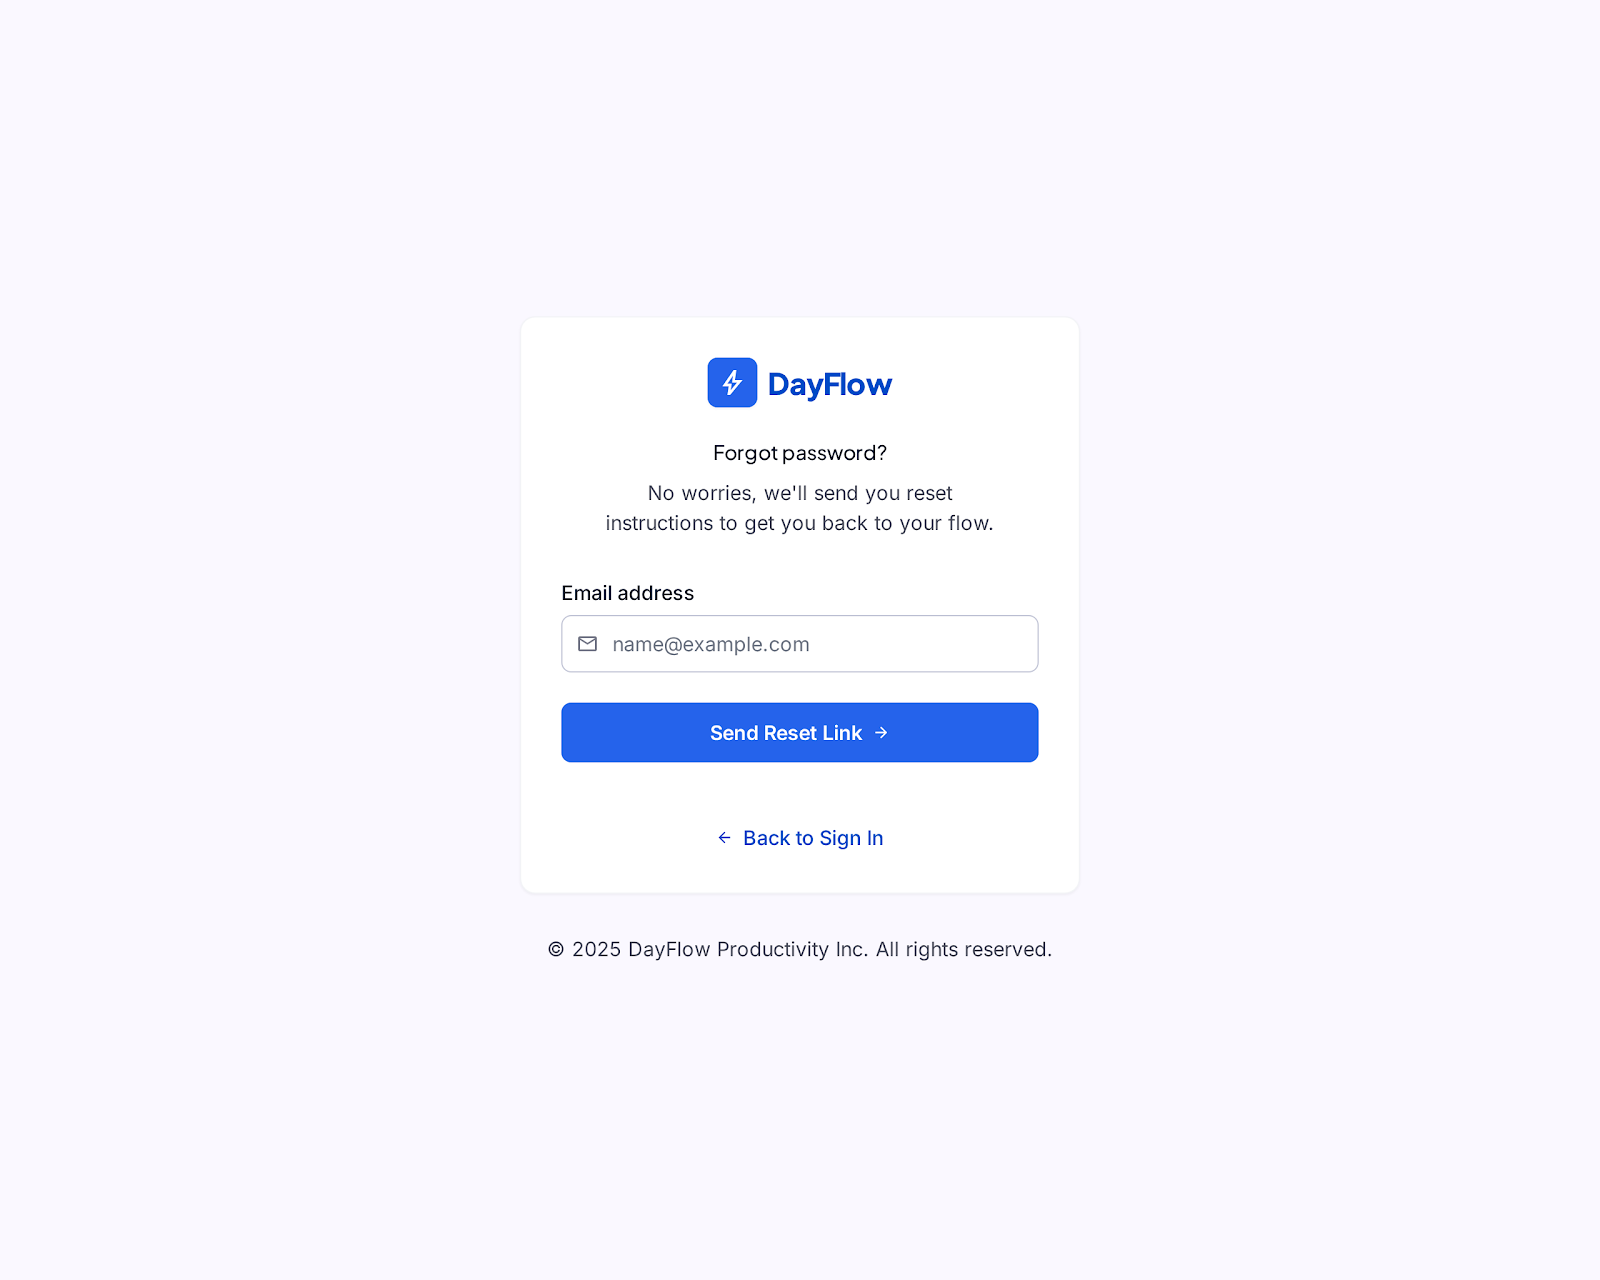 DayFlow
Forgot password?
No worries, we'll send you reset
instructions to get you back to your flow.
Email address
name@example.com
Send Reset Link →
← Back to Sign In
© 2025 DayFlow Productivity Inc. All rights reserved.